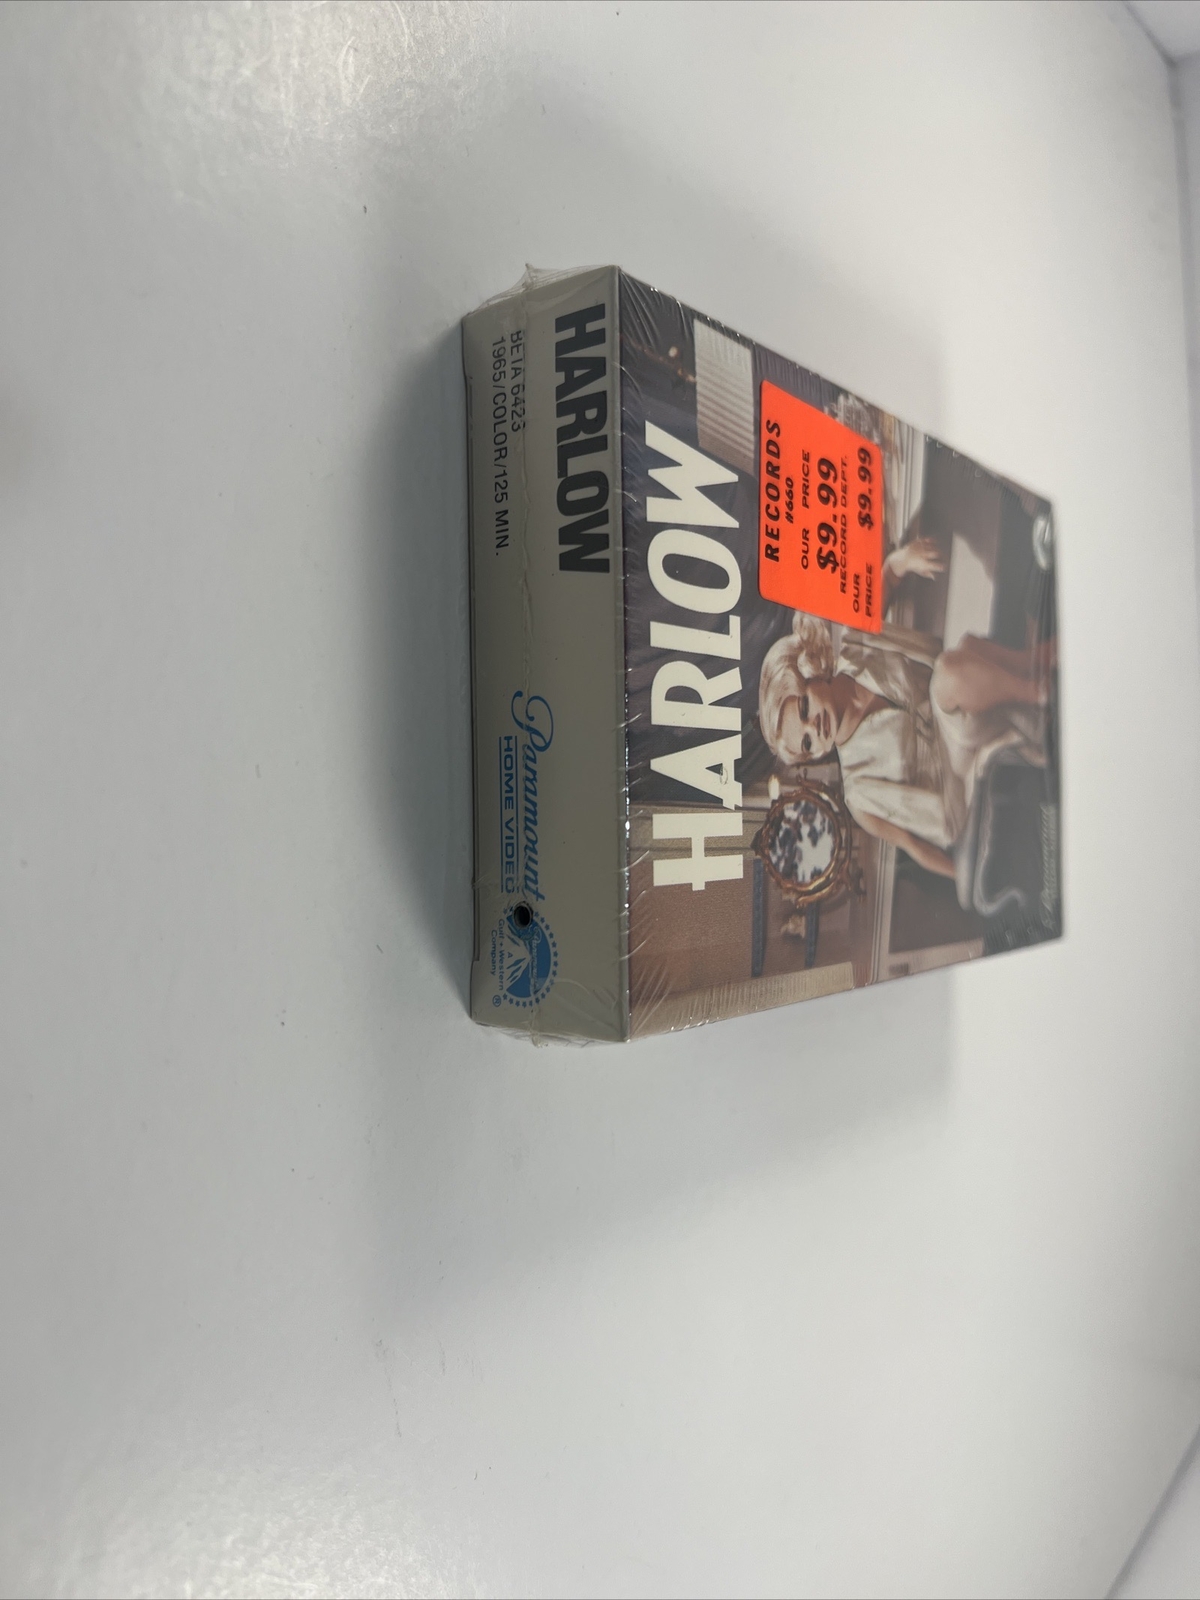 HARLOW
BETA 6423
1965/COLOR/125 MIN.
Paramount
HOME VIDEO
A
Gulf + Western
Company
®
HARLOW
RECORDS
#660
OUR PRICE
$9.99
RECORD DEPT.
OUR
PRICE $9.99
Paramount